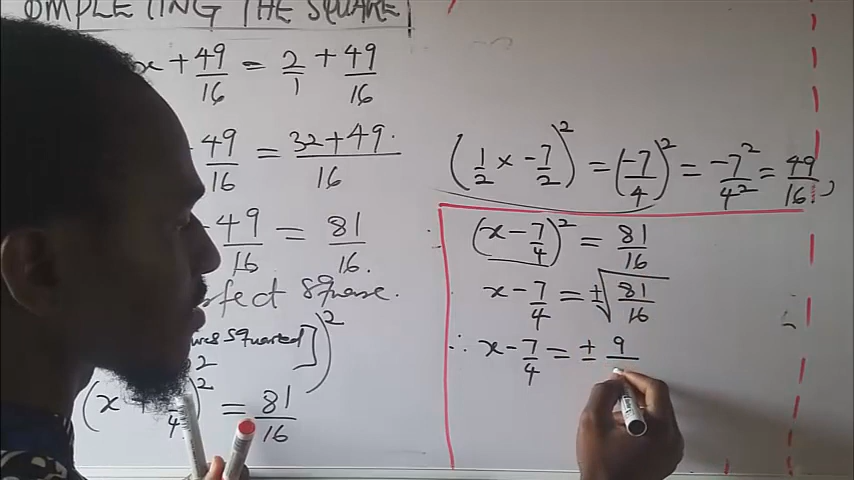 OMPLETING THE SQUARE
x + 49/16 = 2/1 + 49/16
49/16 = 32 + 49/16
49/16 = 81/16
rfect Square.
squared]² 
(x + /4)² = 81/16
(1/2 × -7/2)² = (-7/4)² = -7²/4² = 49/16
(x - 7/4)² = 81/16
x - 7/4 = ±√81/16
∴ x - 7/4 = ± 9/